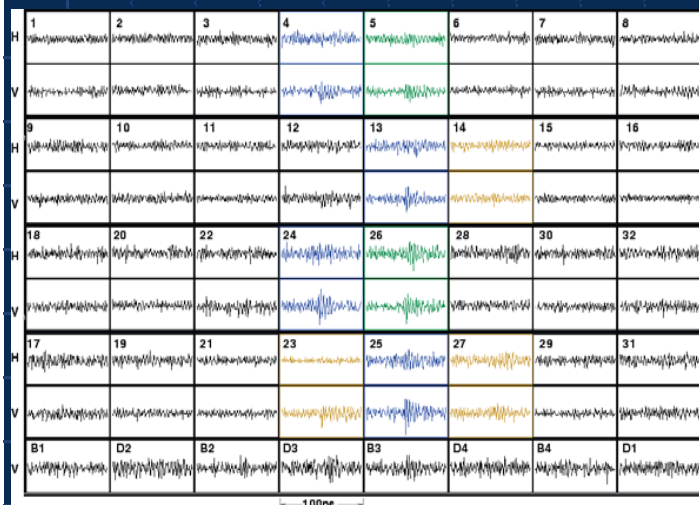 1 2 3 4 5 6 7 8
H
V
9 10 11 12 13 14 15 16
H
V
18 20 22 24 26 28 30 32
H
V
17 19 21 23 25 27 29 31
H
V
B1 D2 B2 D3 B3 D4 B4 D1
V
100ns